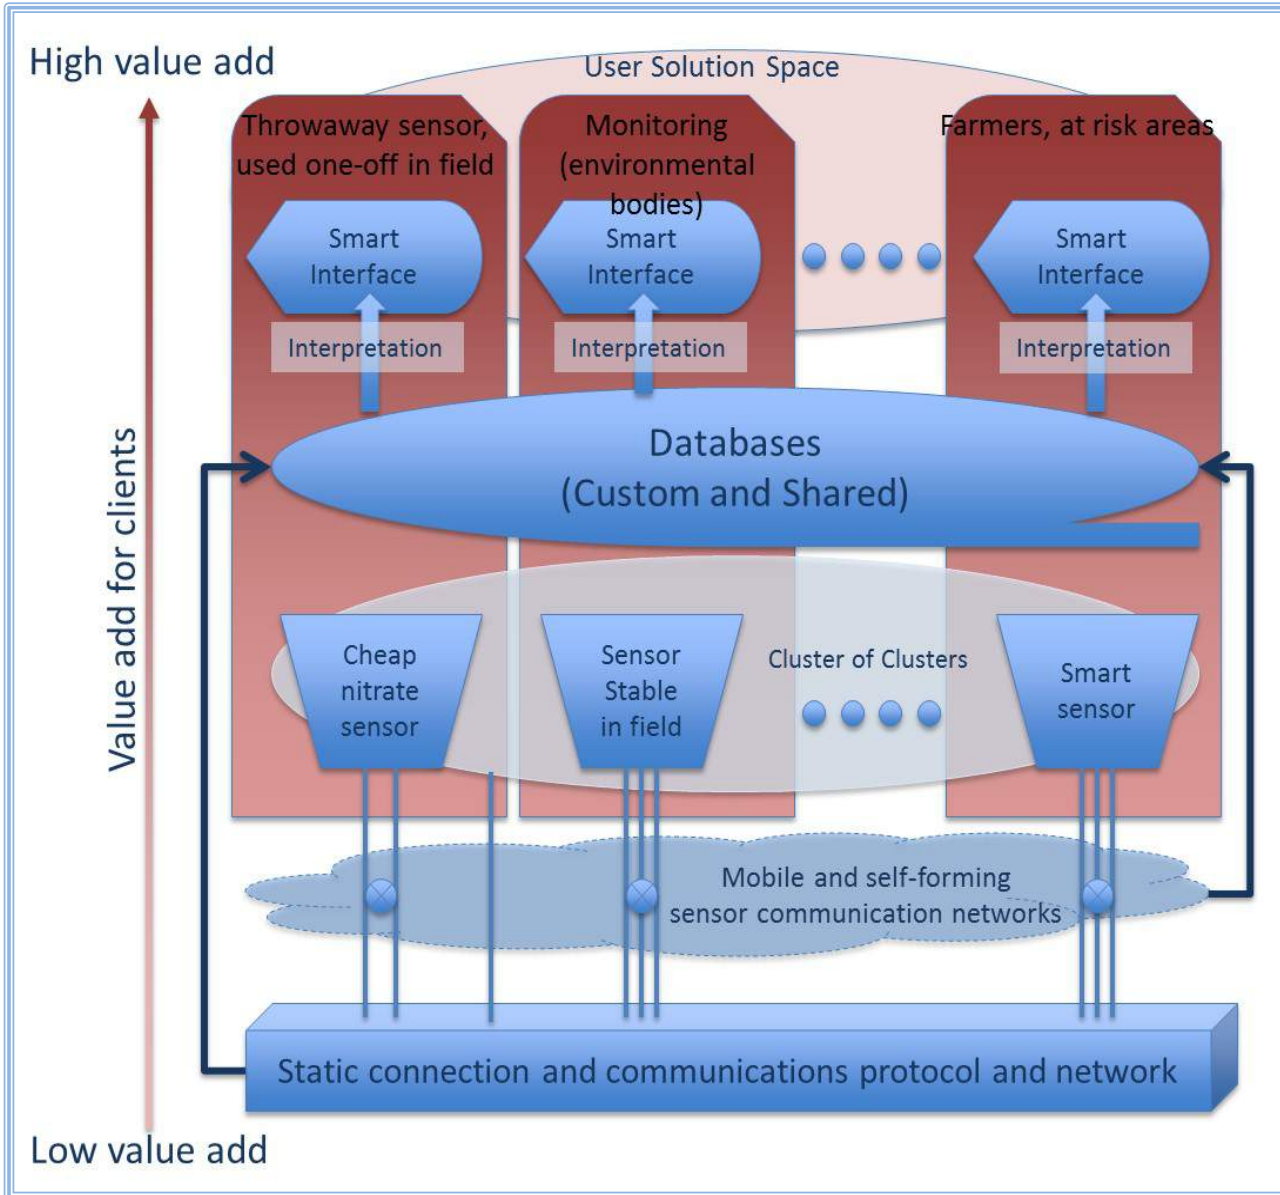 High value add
User Solution Space
Throwaway sensor,
used one-off in field
Monitoring
(environmental
bodies)
Farmers, at risk areas
Smart
Interface
Smart
Interface
Smart
Interface
Interpretation
Interpretation
Interpretation
Value add for clients
Databases
(Custom and Shared)
Cheap
nitrate
sensor
Sensor
Stable
in field
Cluster of Clusters
Smart
sensor
Mobile and self-forming
sensor communication networks
Static connection and communications protocol and network
Low value add